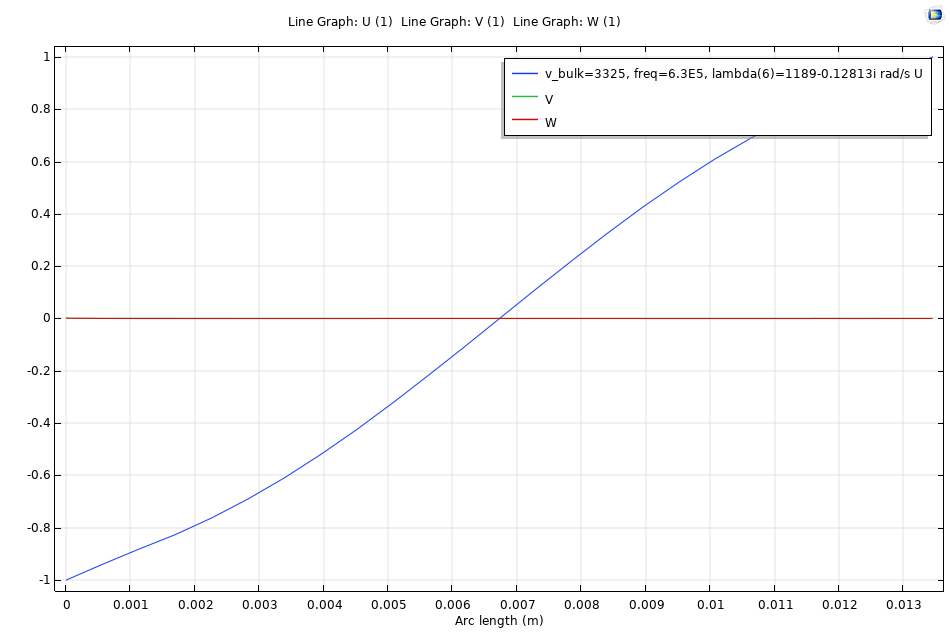 Line Graph: U (1)  Line Graph: V (1)  Line Graph: W (1)
v_bulk=3325, freq=6.3E5, lambda(6)=1189-0.12813i rad/s U
V
W
1
0.8
0.6
0.4
0.2
0
-0.2
-0.4
-0.6
-0.8
-1
0 0.001 0.002 0.003 0.004 0.005 0.006 0.007 0.008 0.009 0.01 0.011 0.012 0.013
Arc length (m)